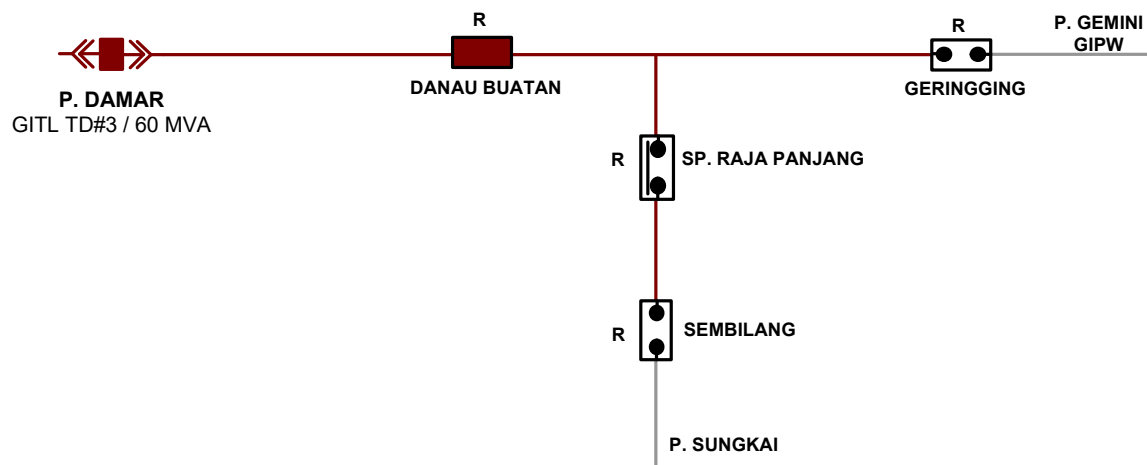 R
R
P. GEMINI
GIPW
DANAU BUATAN
GERINGGING
P. DAMAR
GITL TD#3 / 60 MVA
R
SP. RAJA PANJANG
R
SEMBILANG
P. SUNGKAI